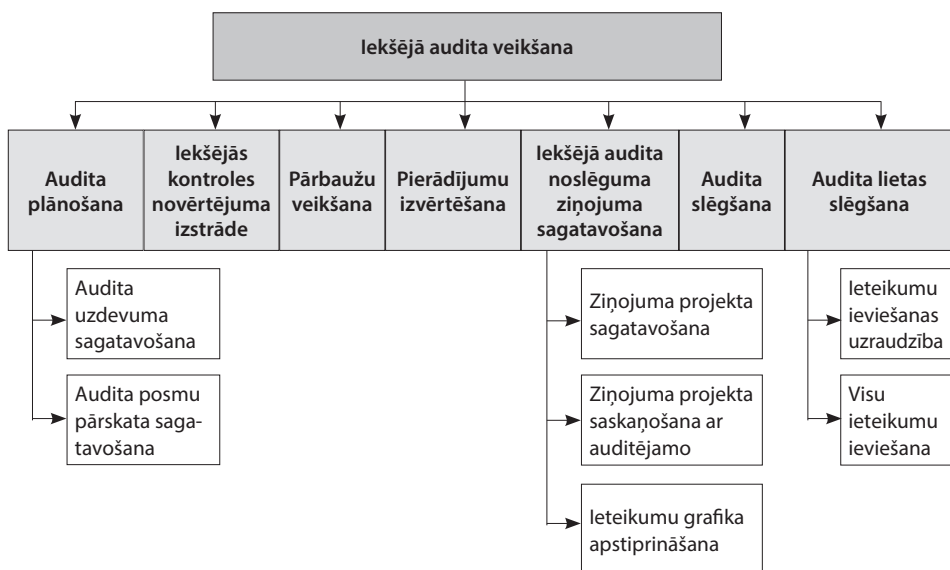 Iekšējā audita veikšana
Audita
plānošana
Iekšējās
kontroles
novērtējuma
izstrāde
Pārbaužu
veikšana
Pierādījumu
izvērtēšana
Iekšējā audita
noslēguma
ziņojuma
sagatavošana
Audita
slēgšana
Audita lietas
slēgšana
Audita
uzdevuma
sagatavošana
Audita posmu
pārskata saga-
tavošana
Ziņojuma projekta
sagatavošana
Ziņojuma projekta
saskaņošana ar
auditējamo
Ieteikumu grafika
apstiprināšana
Ieteikumu
ieviešanas
uzraudzība
Visu
ieteikumu
ieviešana